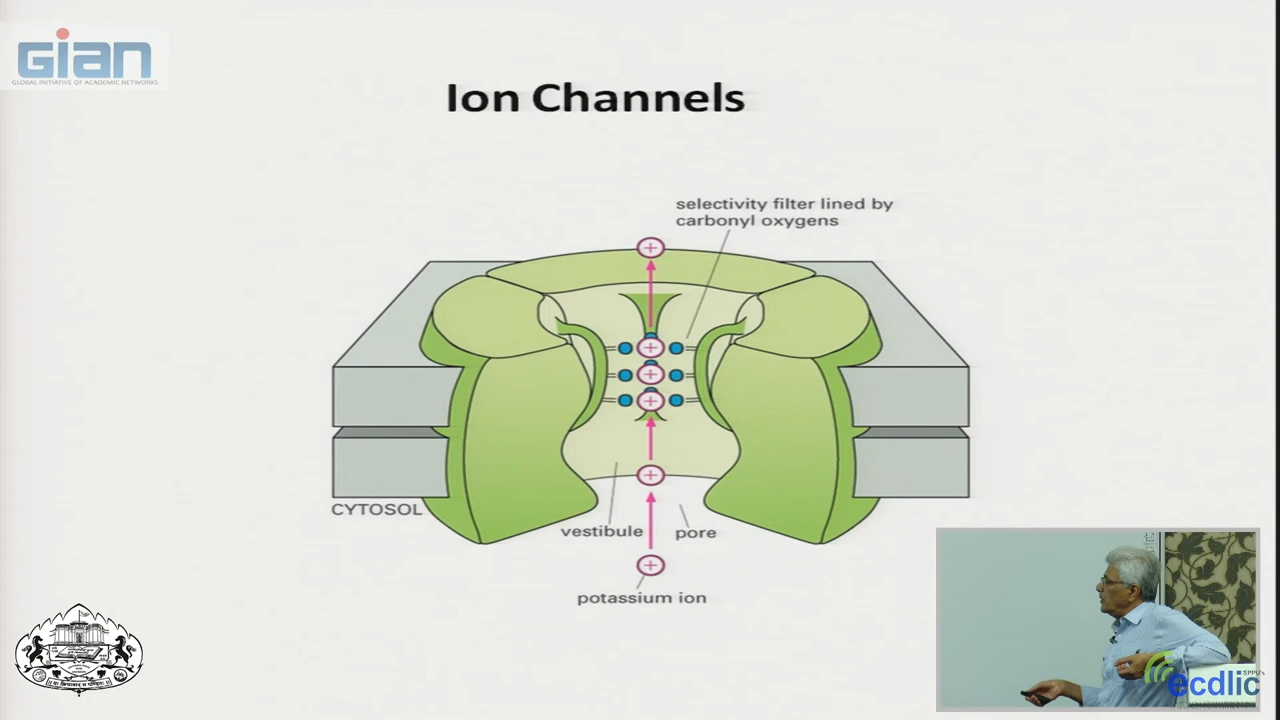 GIAN
GLOBAL INITIATIVE OF ACADEMIC NETWORKS
Ion Channels
selectivity filter lined by
carbonyl oxygens
CYTOSOL
vestibule
pore
potassium ion
SPPU's
ecdlic